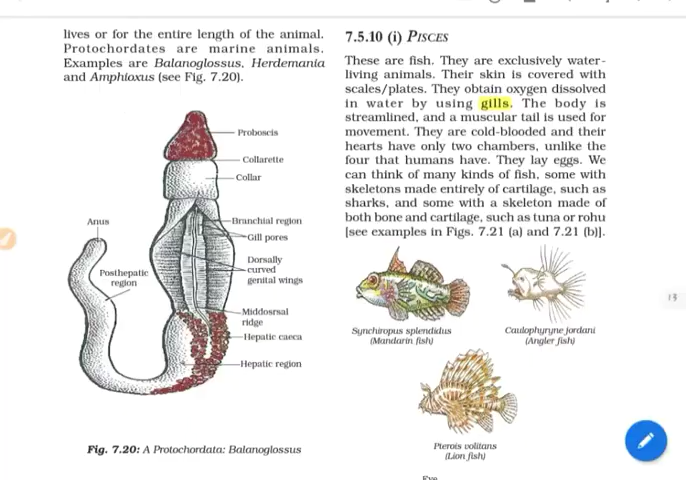 lives or for the entire length of the animal.
Protochordates are marine animals.
Examples are Balanoglossus, Herdemania
and Amphioxus (see Fig. 7.20).
Proboscis
Collarette
Collar
Anus
Branchial region
Gill pores
Dorsally
curved
genital wings
Posthepatic
region
Middosrsal
ridge
Hepatic caeca
Hepatic region
Fig. 7.20: A Protochordata: Balanoglossus
7.5.10 (i) PISCES
These are fish. They are exclusively water-
living animals. Their skin is covered with
scales/plates. They obtain oxygen dissolved
in water by using gills. The body is
streamlined, and a muscular tail is used for
movement. They are cold-blooded and their
hearts have only two chambers, unlike the
four that humans have. They lay eggs. We
can think of many kinds of fish, some with
skeletons made entirely of cartilage, such as
sharks, and some with a skeleton made of
both bone and cartilage, such as tuna or rohu
[see examples in Figs. 7.21 (a) and 7.21 (b)].
Synchiropus splendidus
(Mandarin fish)
Caulophyryne jordani
(Angler fish)
Pterois volitans
(Lion fish)
Eye
13